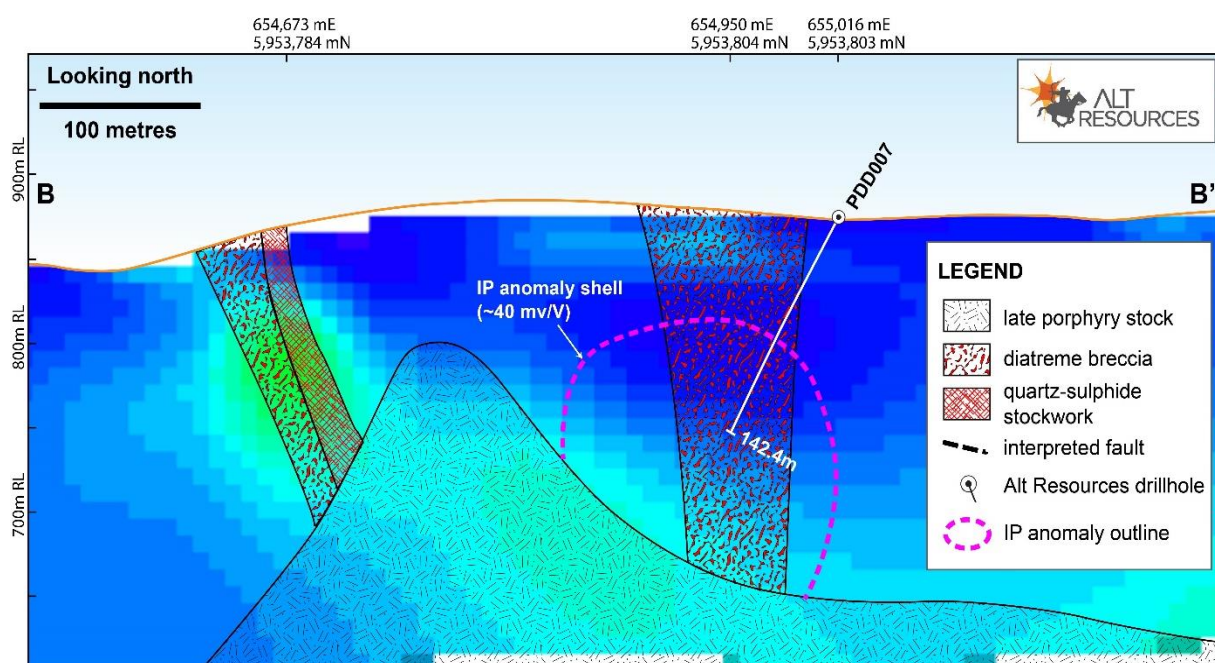 654,673 mE
5,953,784 mN
654,950 mE
5,953,804 mN
655,016 mE
5,953,803 mN
Looking north
100 metres
ALT
RESOURCES
900m RL
800m RL
700m RL
B
B’
PDD007
142.4m
IP anomaly shell
(~40 mv/V)
LEGEND
late porphyry stock
diatreme breccia
quartz-sulphide
stockwork
interpreted fault
Alt Resources drillhole
IP anomaly outline